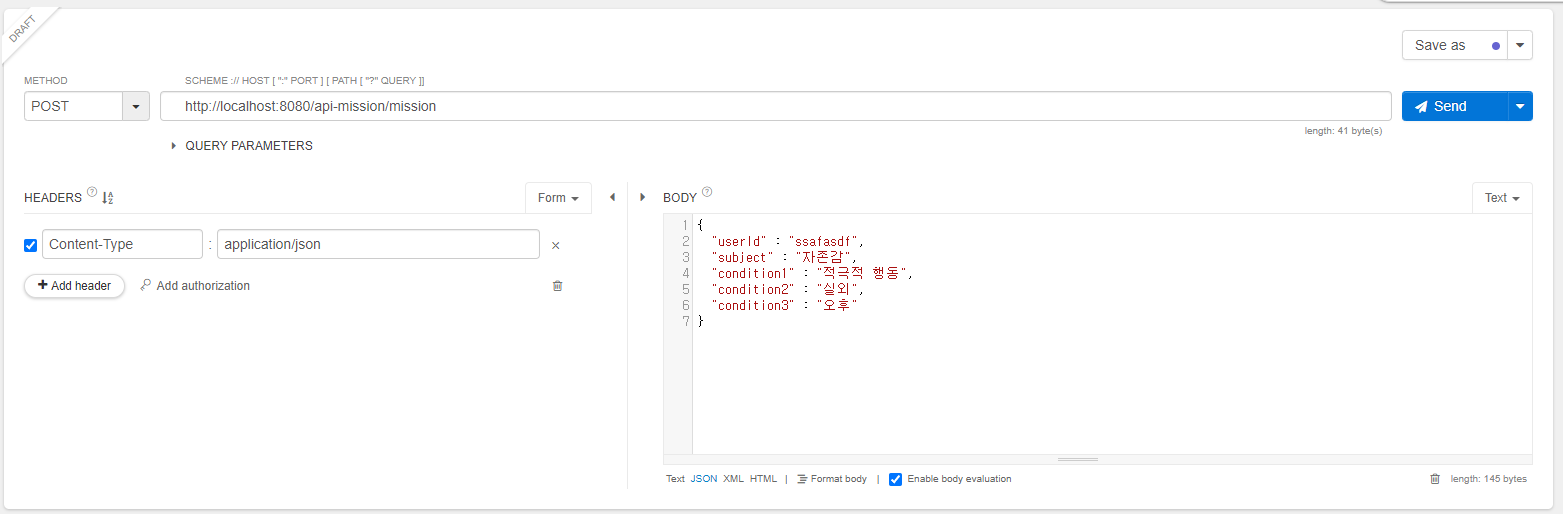 DRAFT
Save as
METHOD
SCHEME :// HOST [ ":" PORT ] [ PATH [ "?" QUERY ]]
POST
http://localhost:8080/api-mission/mission
Send
length: 41 byte(s)
QUERY PARAMETERS
HEADERS ? Form
BODY ? Text
Content-Type : application/json
+ Add header Add authorization
1 {
2 "userId" : "ssafasdf",
3 "subject" : "자존감",
4 "condition1" : "적극적 행동",
5 "condition2" : "실외",
6 "condition3" : "오후"
7 }
Text JSON XML HTML | Format body | Enable body evaluation length: 145 bytes